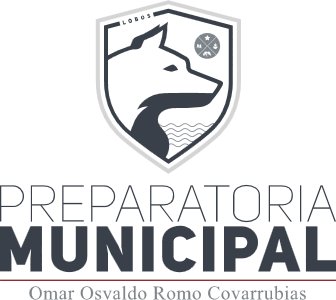 LOBOS
M
PREPARATORIA
MUNICIPAL
Omar Osvaldo Romo Covarrubias